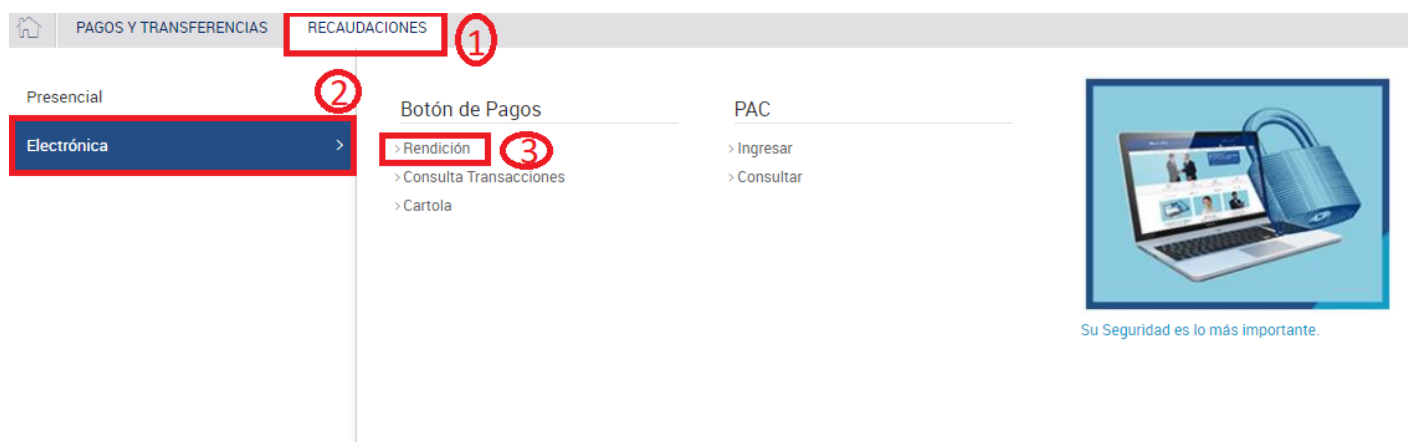 PAGOS Y TRANSFERENCIAS RECAUDACIONES 1
Presencial 2
Electrónica >
Botón de Pagos
> Rendición 3
> Consulta Transacciones
> Cartola
PAC
> Ingresar
> Consultar
Su Seguridad es lo más importante.